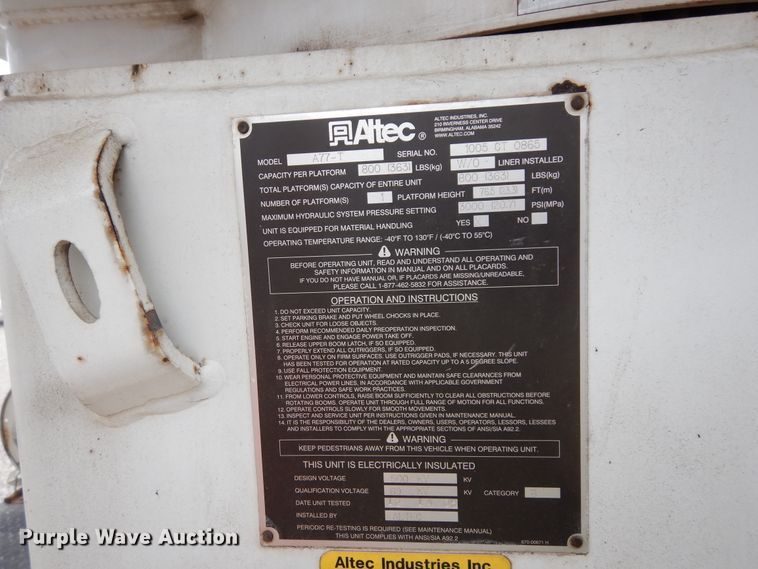 Altec ®
ALTEC INDUSTRIES, INC.
210 INVERNESS CENTER DRIVE
BIRMINGHAM, ALABAMA 35242
WWW.ALTEC.COM
MODEL A77-T SERIAL NO. 1005 CT 0865
CAPACITY PER PLATFORM 800 (363) LBS(kg) W/O LINER INSTALLED
TOTAL PLATFORM(S) CAPACITY OF ENTIRE UNIT 800 (363) LBS(kg)
NUMBER OF PLATFORM(S) 1 PLATFORM HEIGHT FT(m)
MAXIMUM HYDRAULIC SYSTEM PRESSURE SETTING 3000 (20.7) PSI(MPa)
UNIT IS EQUIPPED FOR MATERIAL HANDLING YES NO
OPERATING TEMPERATURE RANGE: -40°F TO 130°F / (-40°C TO 55°C)
WARNING
BEFORE OPERATING UNIT, READ AND UNDERSTAND ALL OPERATING AND
SAFETY INFORMATION IN MANUAL AND ON ALL PLACARDS.
IF YOU DO NOT HAVE MANUAL OR, IF PLACARDS ARE MISSING/UNREADABLE,
PLEASE CALL 1-877-462-5832 FOR ASSISTANCE.
OPERATION AND INSTRUCTIONS
1. DO NOT EXCEED UNIT CAPACITY.
2. SET PARKING BRAKE AND PUT WHEEL CHOCKS IN PLACE.
3. CHECK UNIT FOR LOOSE OBJECTS.
4. PERFORM RECOMMENDED DAILY PREOPERATION INSPECTION.
5. START ENGINE AND ENGAGE POWER TAKE OFF.
6. RELEASE UPPER BOOM LATCH, IF SO EQUIPPED.
7. PROPERLY EXTEND ALL OUTRIGGERS, IF SO EQUIPPED.
8. OPERATE ONLY ON FIRM SURFACES. USE OUTRIGGER PADS, IF NECESSARY. THIS UNIT
HAS BEEN TESTED FOR OPERATION AT RATED CAPACITY UP TO A 5 DEGREE SLOPE.
9. USE FALL PROTECTION EQUIPMENT.
10. WEAR PERSONAL PROTECTIVE EQUIPMENT AND MAINTAIN SAFE CLEARANCES FROM
ELECTRICAL POWER LINES, IN ACCORDANCE WITH APPLICABLE GOVERNMENT
REGULATIONS AND SAFE WORK PRACTICES.
11. FROM LOWER CONTROLS, RAISE BOOM SUFFICIENTLY TO CLEAR ALL OBSTRUCTIONS BEFORE
ROTATING BOOMS. OPERATE UNIT THROUGH FULL RANGE OF MOTION FOR ALL FUNCTIONS.
12. OPERATE CONTROLS SLOWLY FOR SMOOTH MOVEMENTS.
13. INSPECT AND SERVICE UNIT PER INSTRUCTIONS GIVEN IN MAINTENANCE MANUAL.
14. IT IS THE RESPONSIBILITY OF THE DEALERS, OWNERS, USERS, OPERATORS, LESSORS, LESSEES
AND INSTALLERS TO COMPLY WITH THE APPROPRIATE SECTIONS OF ANSI/SIA A92.2.
WARNING
KEEP PEDESTRIANS AWAY FROM THIS VEHICLE WHEN OPERATING UNIT.
THIS UNIT IS ELECTRICALLY INSULATED
DESIGN VOLTAGE KV
QUALIFICATION VOLTAGE KV CATEGORY
DATE UNIT TESTED
INSTALLED BY
PERIODIC RE-TESTING IS REQUIRED (SEE MAINTENANCE MANUAL)
THIS UNIT COMPLIES WITH ANSI/SIA A92.2
670-00671 H
Altec Industries Inc
Purple Wave Auction